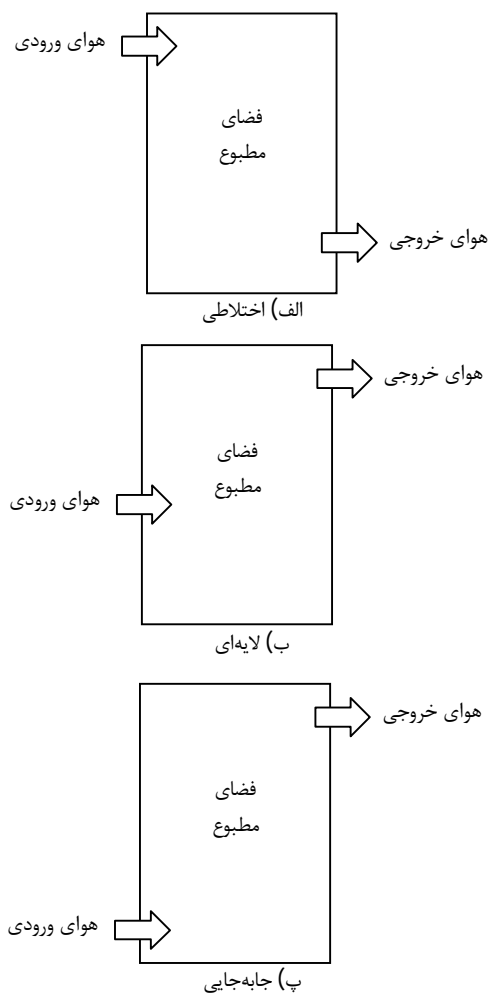 هوای ورودی
فضای
مطبوع
هوای خروجی
الف) اختلاطی
هوای خروجی
فضای
مطبوع
هوای ورودی
ب) لایه‌ای
هوای خروجی
فضای
مطبوع
هوای ورودی
پ) جابه‌جایی